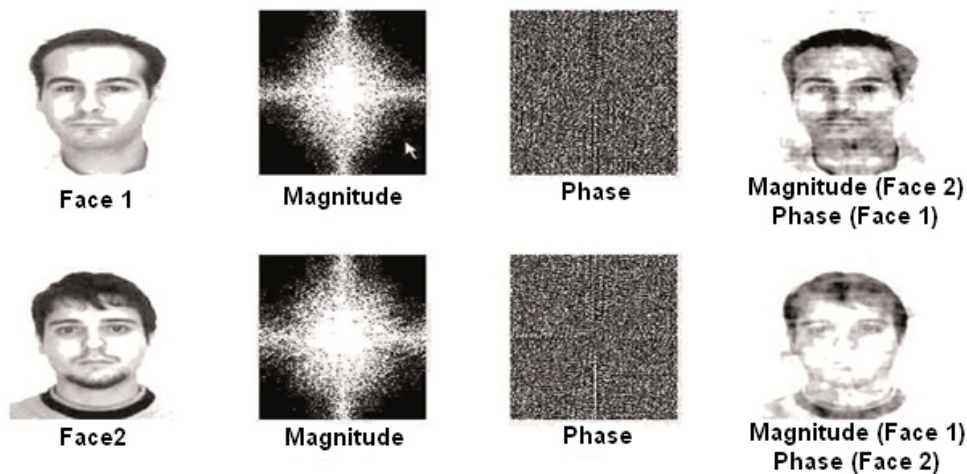 Face 1
Magnitude
Phase
Magnitude (Face 2)
Phase (Face 1)
Face2
Magnitude
Phase
Magnitude (Face 1)
Phase (Face 2)